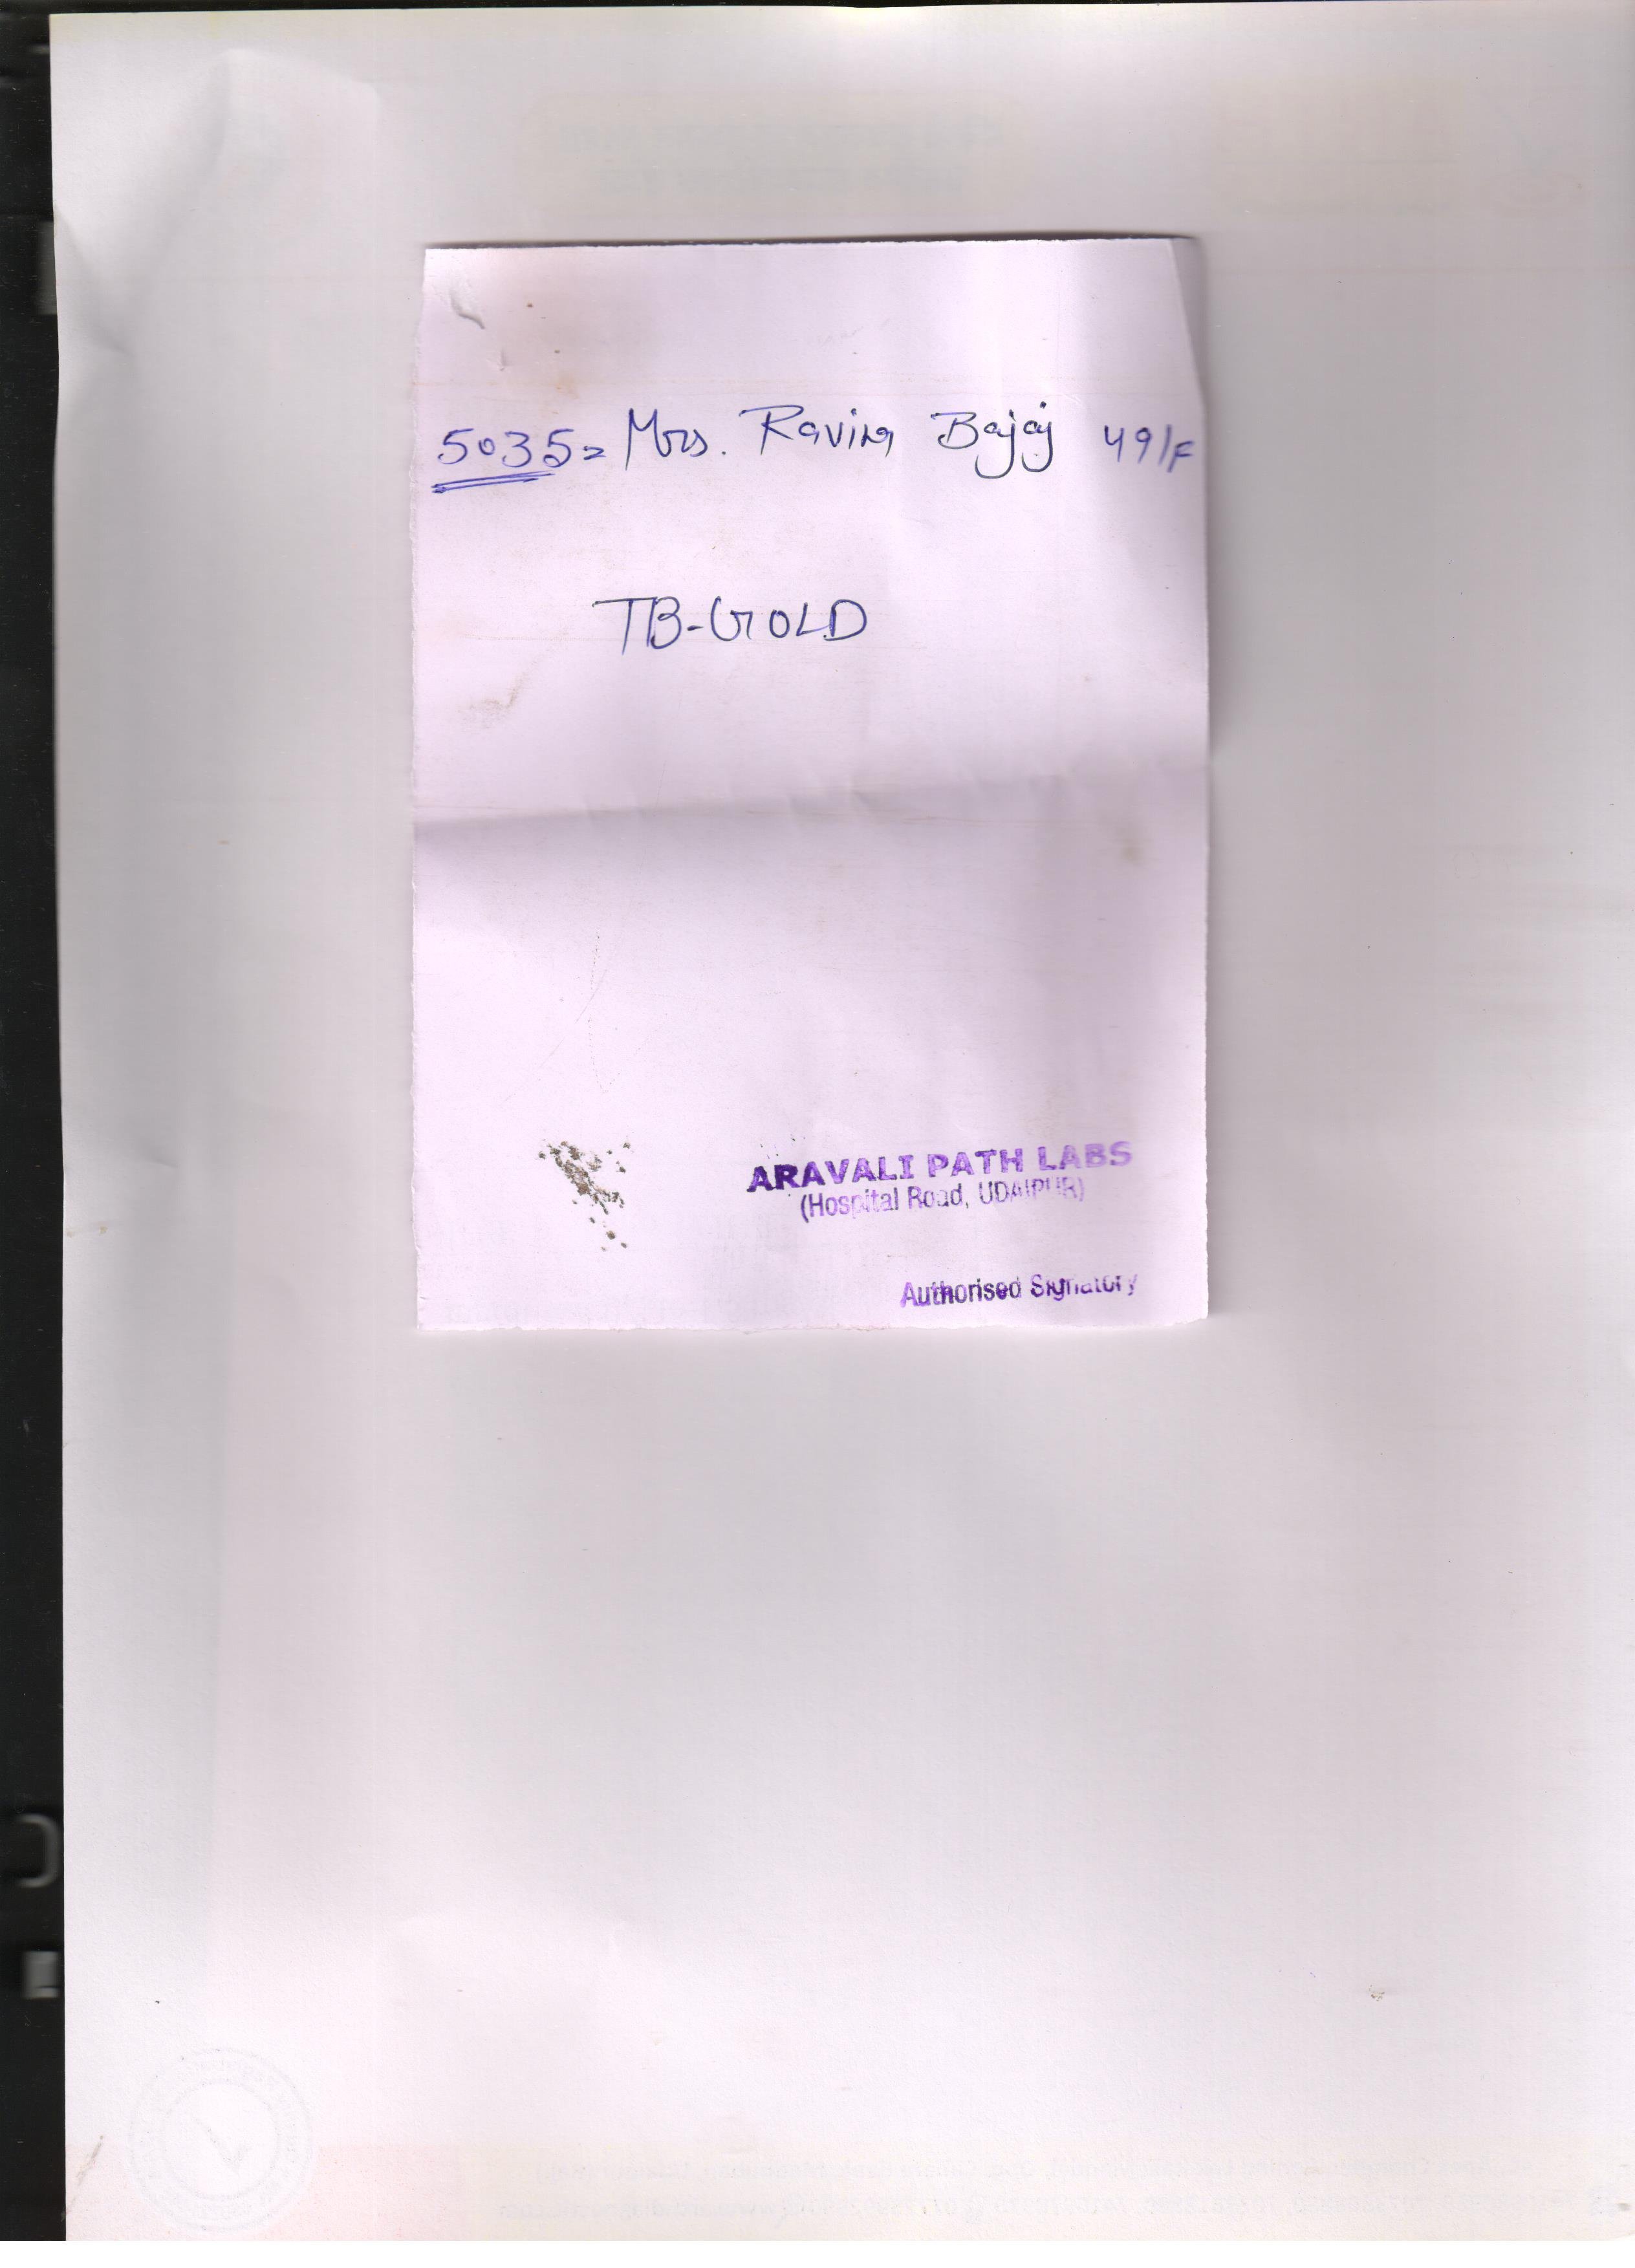 5035= Mrs. Ravina Bajaj 49/F
TB-GOLD
ARAVALI PATH LABS
(Hospital Road, UDAIPUR)
Authorised Signatory